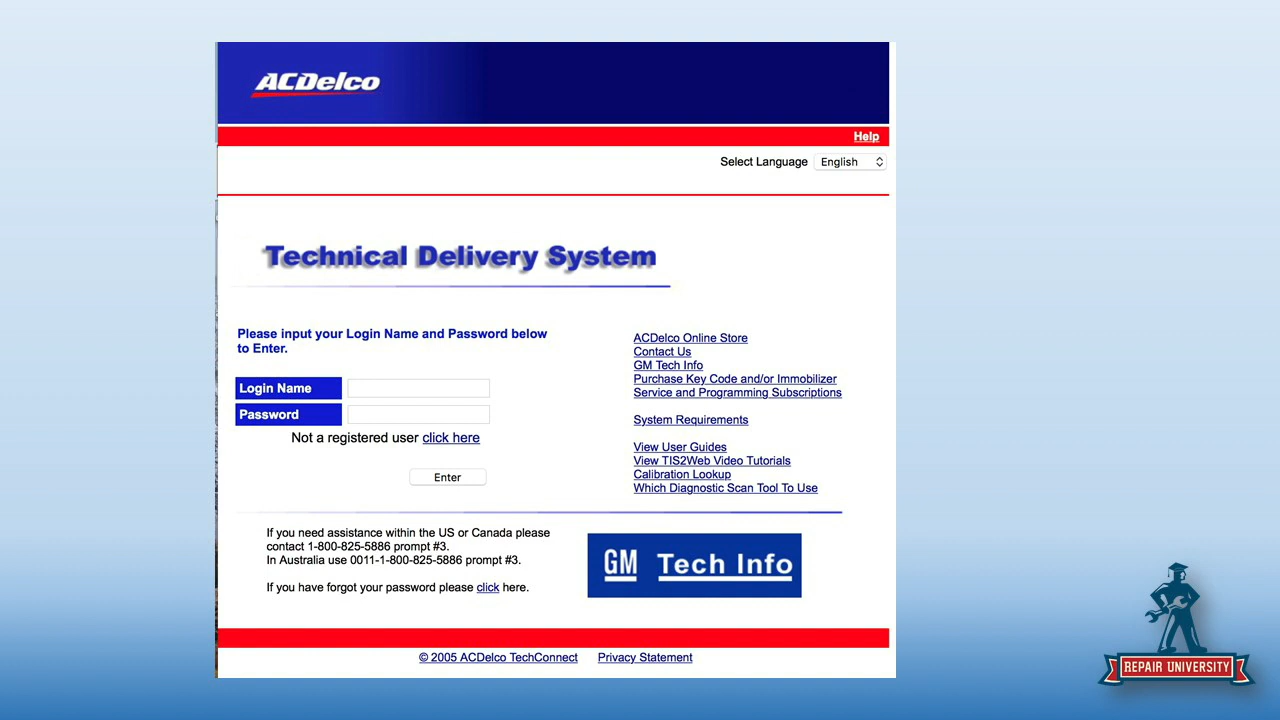 ACDelco
Help
Select Language English
Technical Delivery System
Please input your Login Name and Password below
to Enter.
Login Name
Password
Not a registered user click here
Enter
ACDelco Online Store
Contact Us
GM Tech Info
Purchase Key Code and/or Immobilizer
Service and Programming Subscriptions
System Requirements
View User Guides
View TIS2Web Video Tutorials
Calibration Lookup
Which Diagnostic Scan Tool To Use
If you need assistance within the US or Canada please
contact 1-800-825-5886 prompt #3.
In Australia use 0011-1-800-825-5886 prompt #3.
If you have forgot your password please click here.
GM Tech Info
© 2005 ACDelco TechConnect Privacy Statement
REPAIR UNIVERSITY